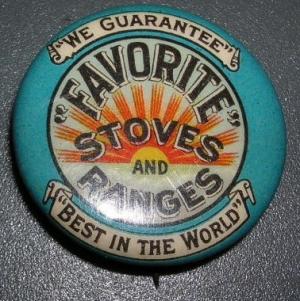 "WE GUARANTEE"
"FAVORITE"
STOVES
AND
RANGES
"BEST IN THE WORLD"